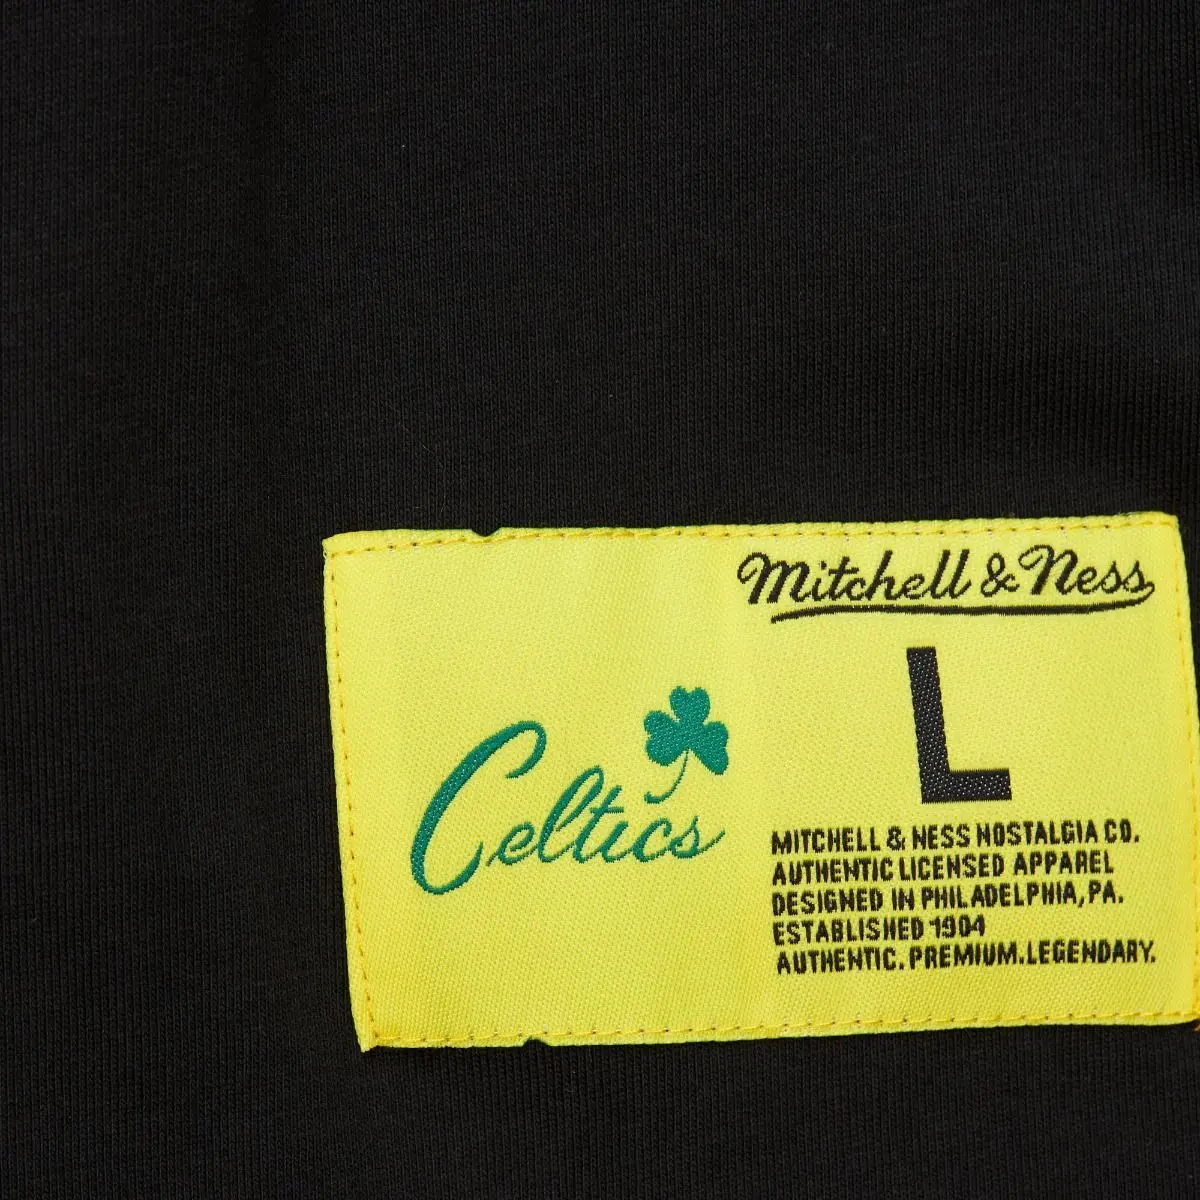 Mitchell & Ness
L
Celtics
MITCHELL & NESS NOSTALGIA CO.
AUTHENTIC LICENSED APPAREL
DESIGNED IN PHILADELPHIA, PA.
ESTABLISHED 1904
AUTHENTIC. PREMIUM. LEGENDARY.